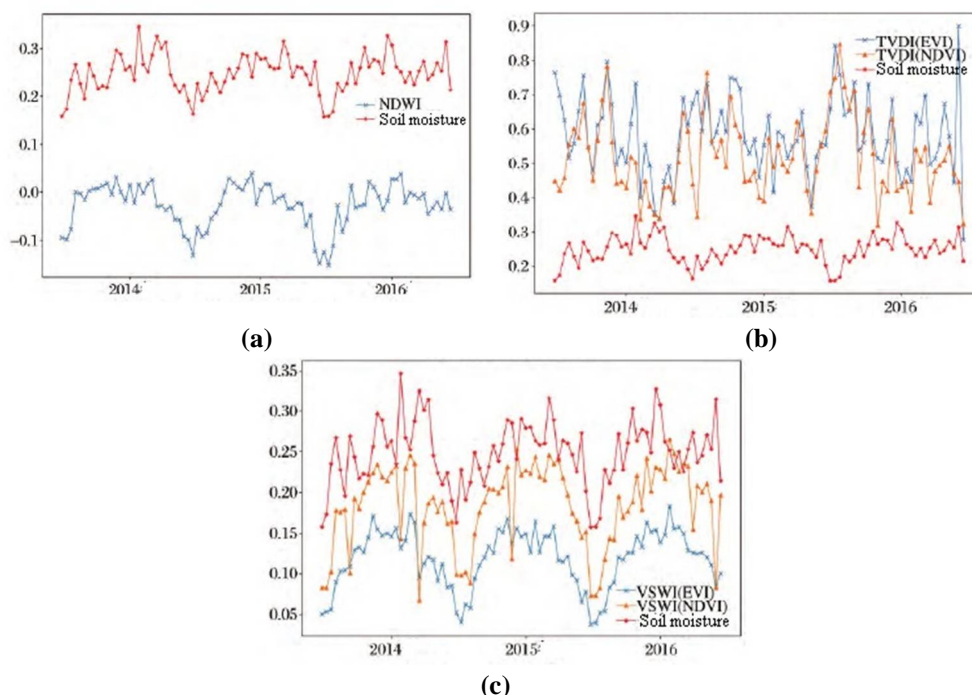 0.3
0.2
0.0
−0.1
NDWI
Soil moisture
2014
2015
2016
(a)
0.9
0.8
0.7
0.6
0.5
0.4
0.3
0.2
TVDI(EVI)
TVDI(NDVI)
Soil moisture
2014
2015
2016
(b)
0.35
0.30
0.25
0.20
0.15
0.10
0.05
VSWI(EVI)
VSWI(NDVI)
Soil moisture
2014
2015
2016
(c)